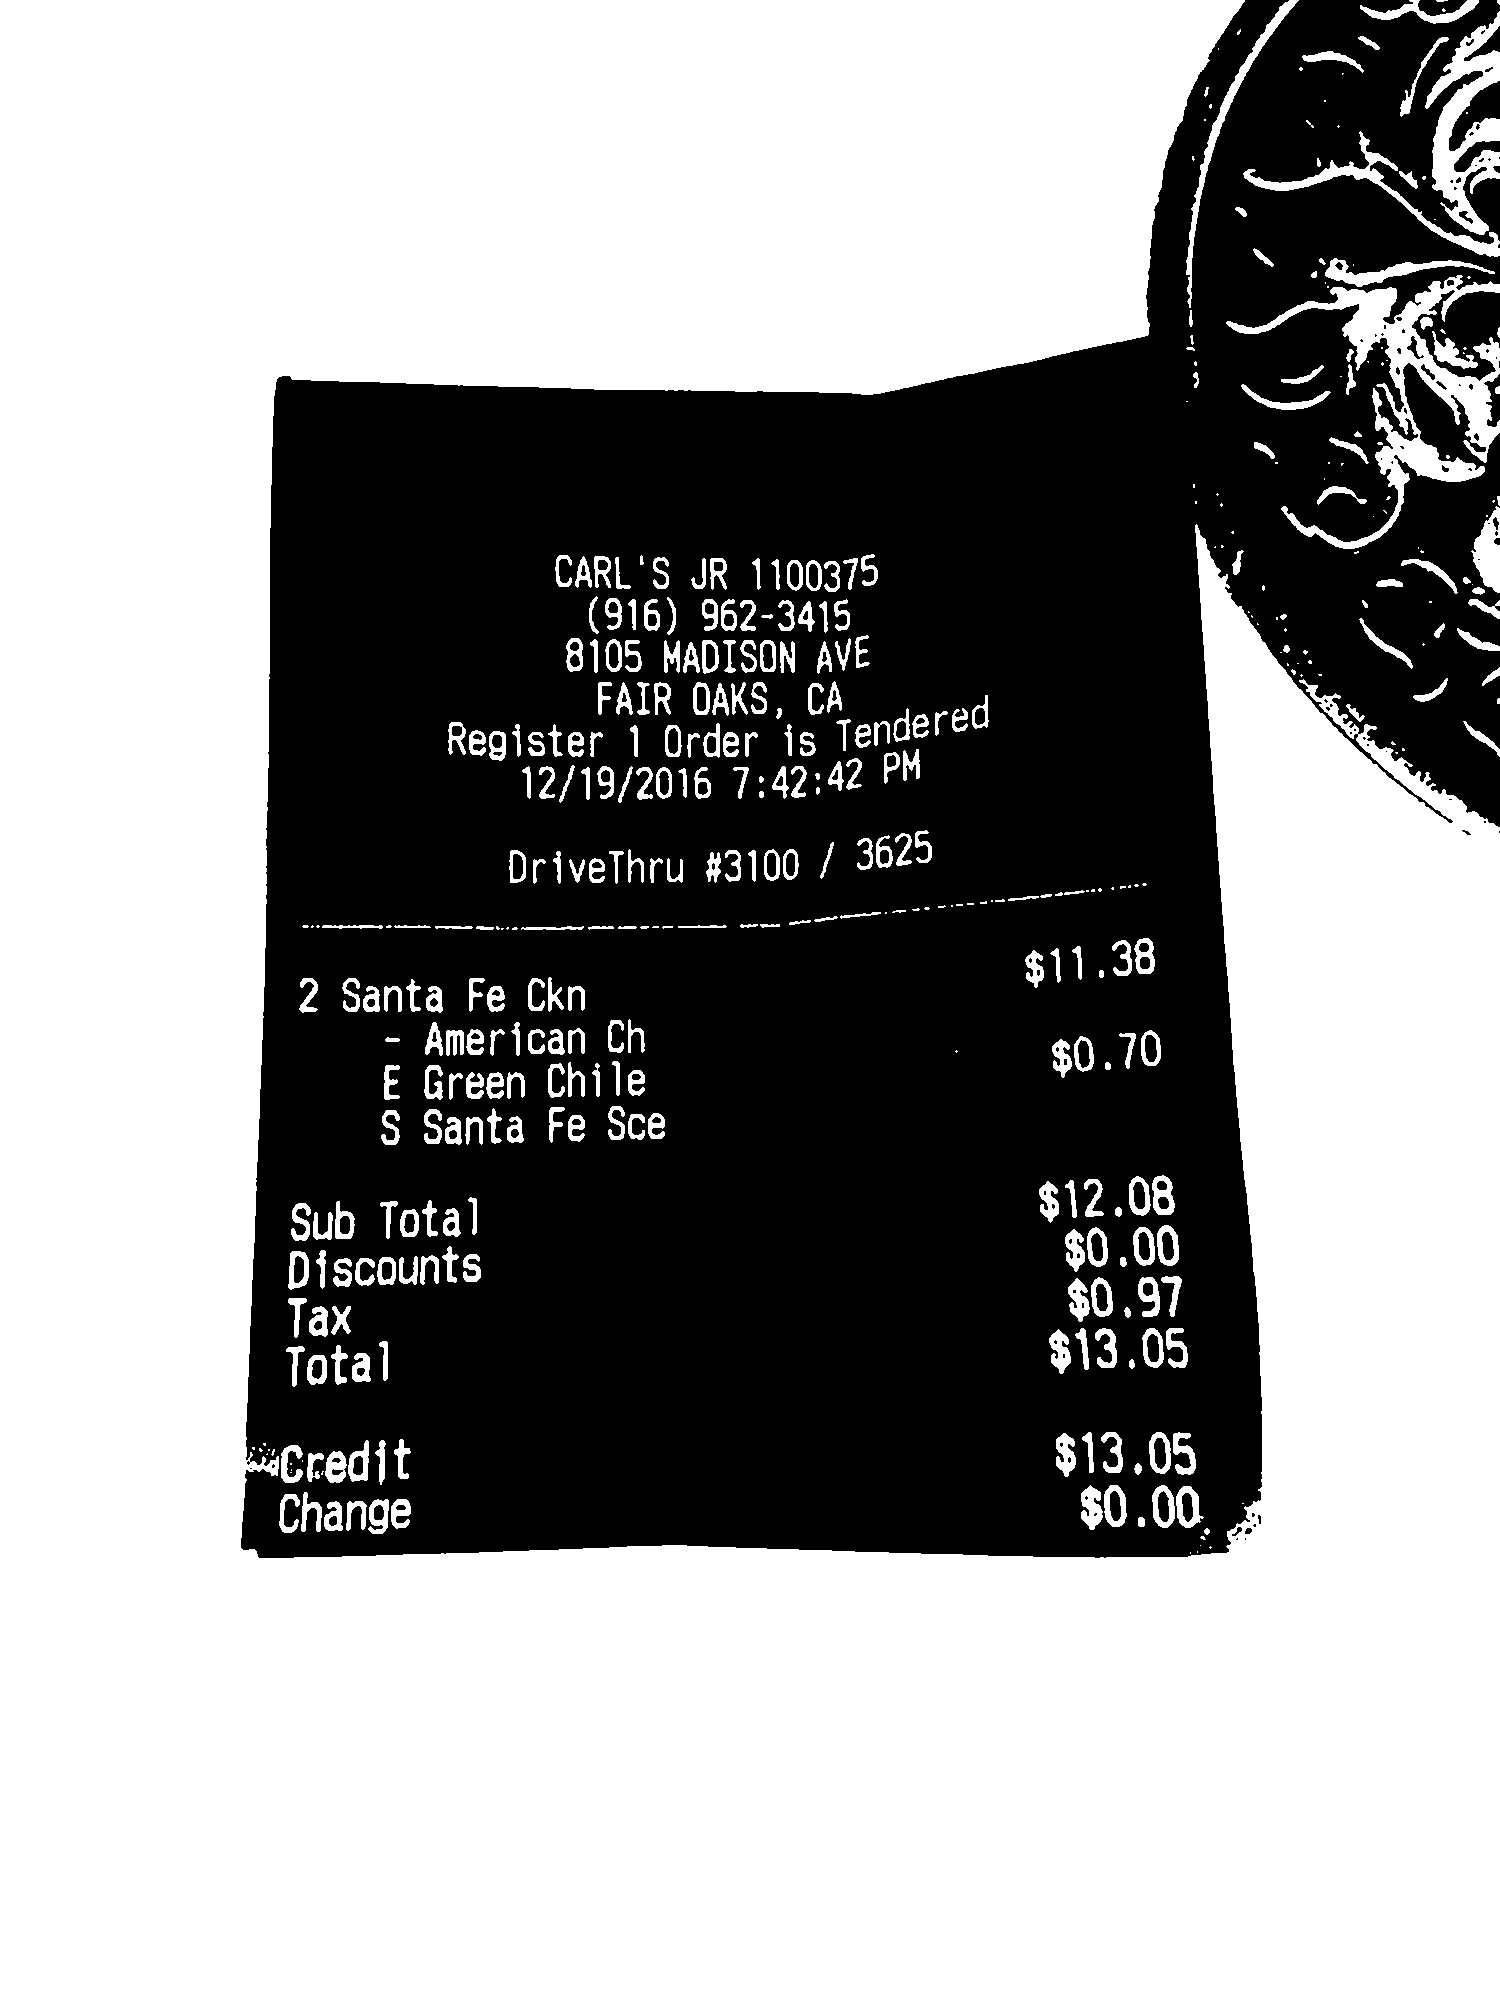 CARL'S JR 1100375
(916) 962-3415
8105 MADISON AVE
FAIR OAKS, CA
Register 1 Order is Tendered
12/19/2016 7:42:42 PM
DriveThru #3100 / 3625
2 Santa Fe Ckn $11.38
- American Ch
E Green Chile $0.70
S Santa Fe Sce
Sub Total $12.08
Discounts $0.00
Tax $0.97
Total $13.05
Credit $13.05
Change $0.00